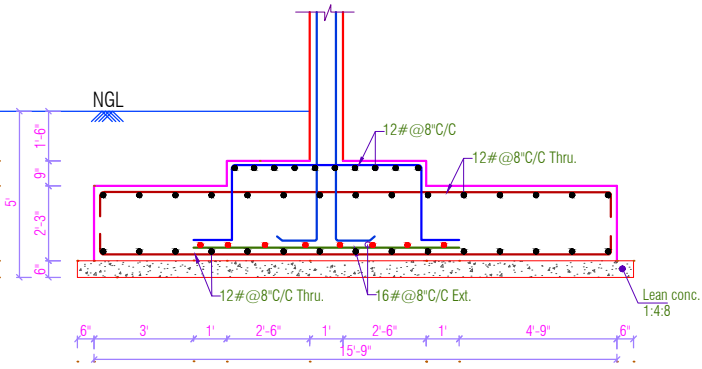 NGL
1'-6"
9"
5'
2'-3"
6"
12#@8"C/C
12#@8"C/C Thru.
12#@8"C/C Thru.
16#@8"C/C Ext.
Lean conc.
1:4:8
6" 3' 1' 2'-6" 1' 2'-6" 1' 4'-9" 6"
15'-9"